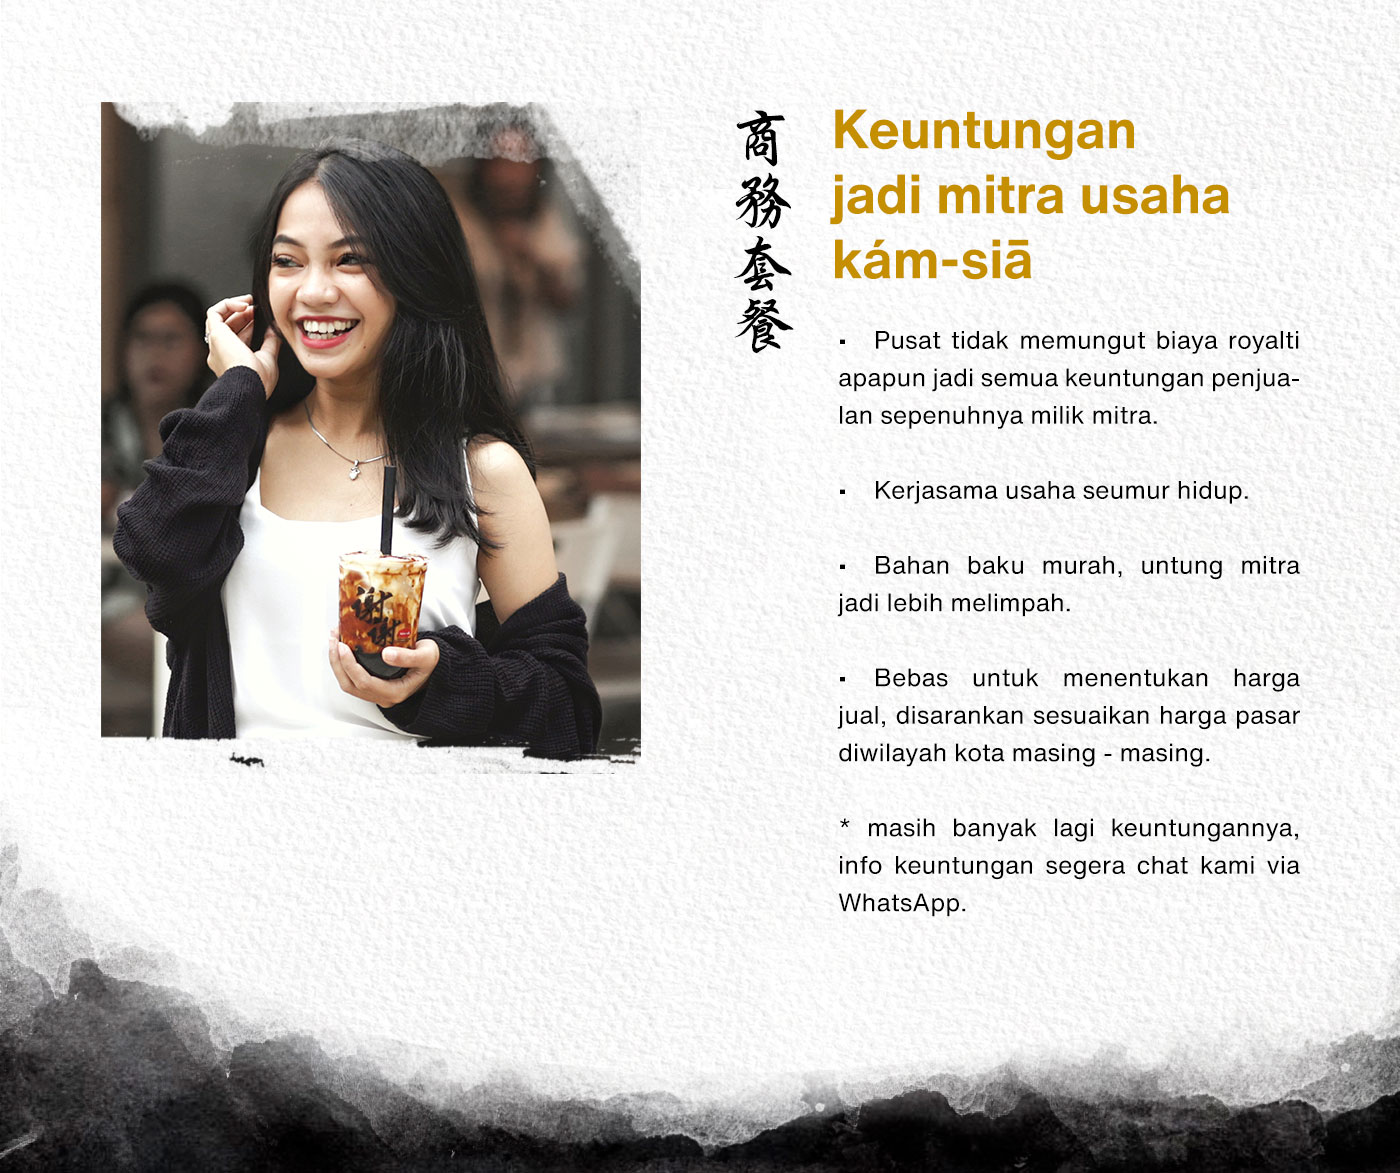 商務套餐
Keuntungan
jadi mitra usaha
kám-siā
▪ Pusat tidak memungut biaya royalti
apapun jadi semua keuntungan penjua-
lan sepenuhnya milik mitra.
▪ Kerjasama usaha seumur hidup.
▪ Bahan baku murah, untung mitra
jadi lebih melimpah.
▪ Bebas untuk menentukan harga
jual, disarankan sesuaikan harga pasar
diwilayah kota masing - masing.
* masih banyak lagi keuntungannya,
info keuntungan segera chat kami via
WhatsApp.
謝
謝